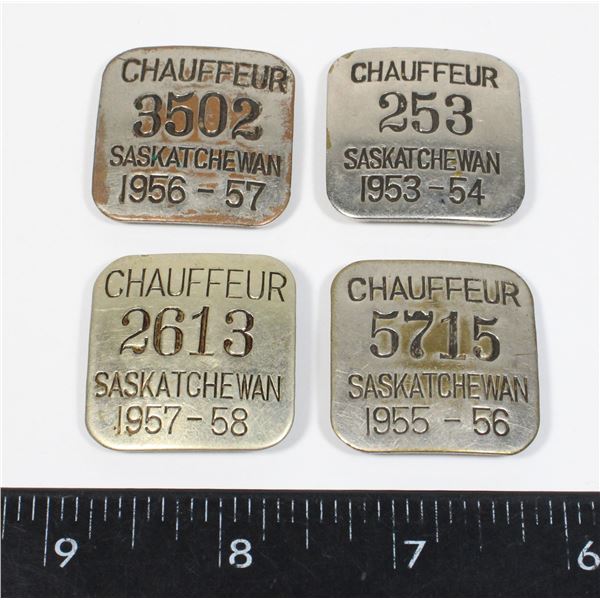 CHAUFFEUR
3502
SASKATCHEWAN
1956 - 57
CHAUFFEUR
253
SASKATCHEWAN
1953 - 54
CHAUFFEUR
2613
SASKATCHEWAN
1957 - 58
CHAUFFEUR
5715
SASKATCHEWAN
1955 - 56
9 8 7 6